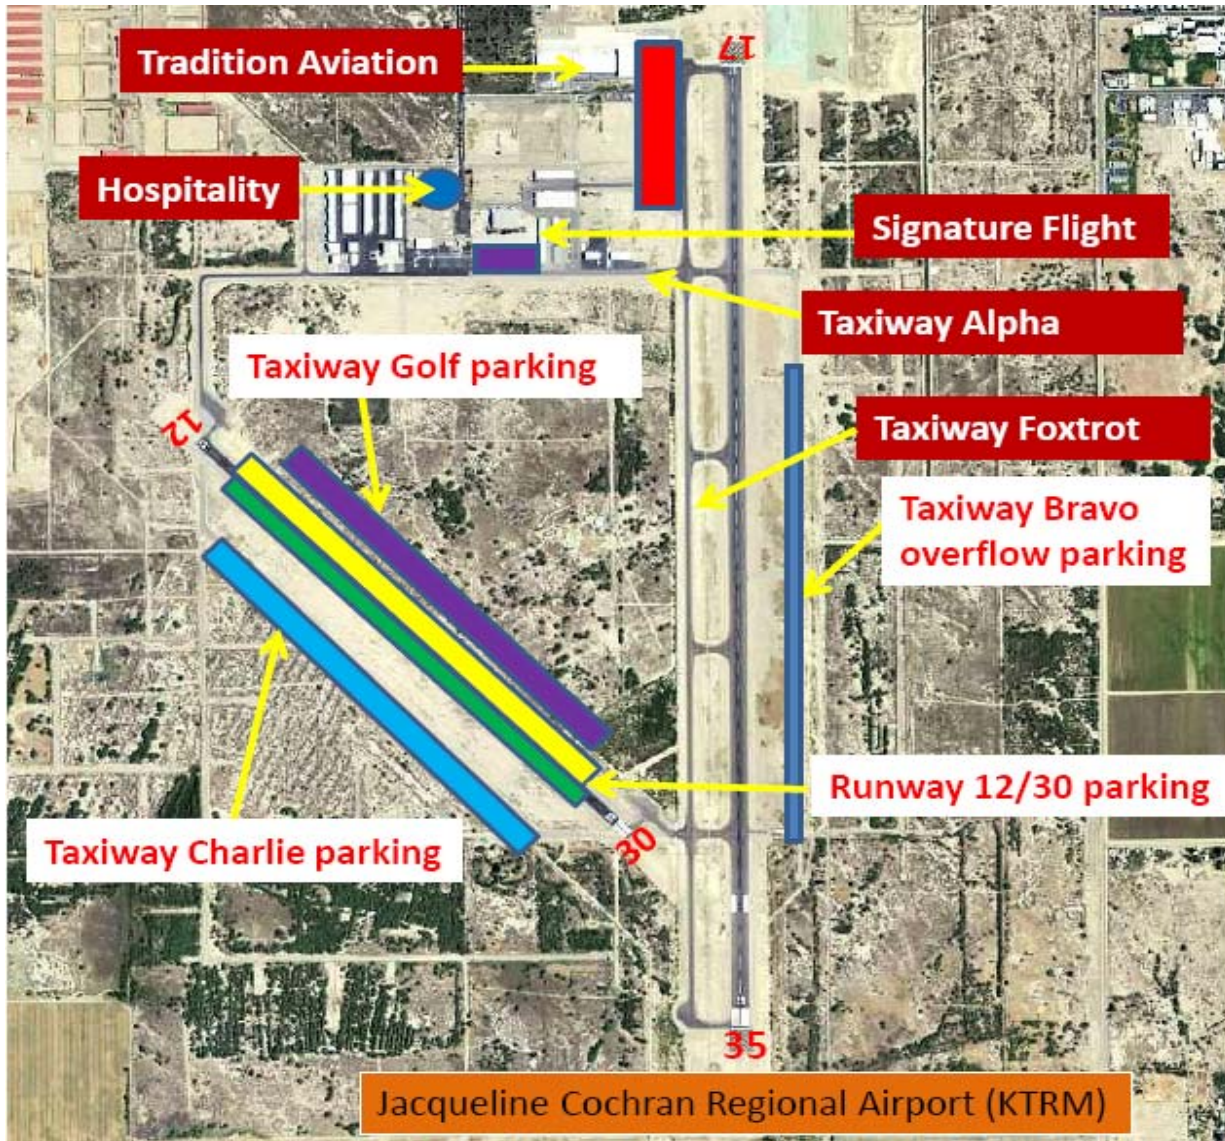 17
Tradition Aviation
Hospitality
Signature Flight
Taxiway Alpha
Taxiway Golf parking
12
Taxiway Foxtrot
Taxiway Bravo
overflow parking
Runway 12/30 parking
Taxiway Charlie parking
30
35
Jacqueline Cochran Regional Airport (KTRM)